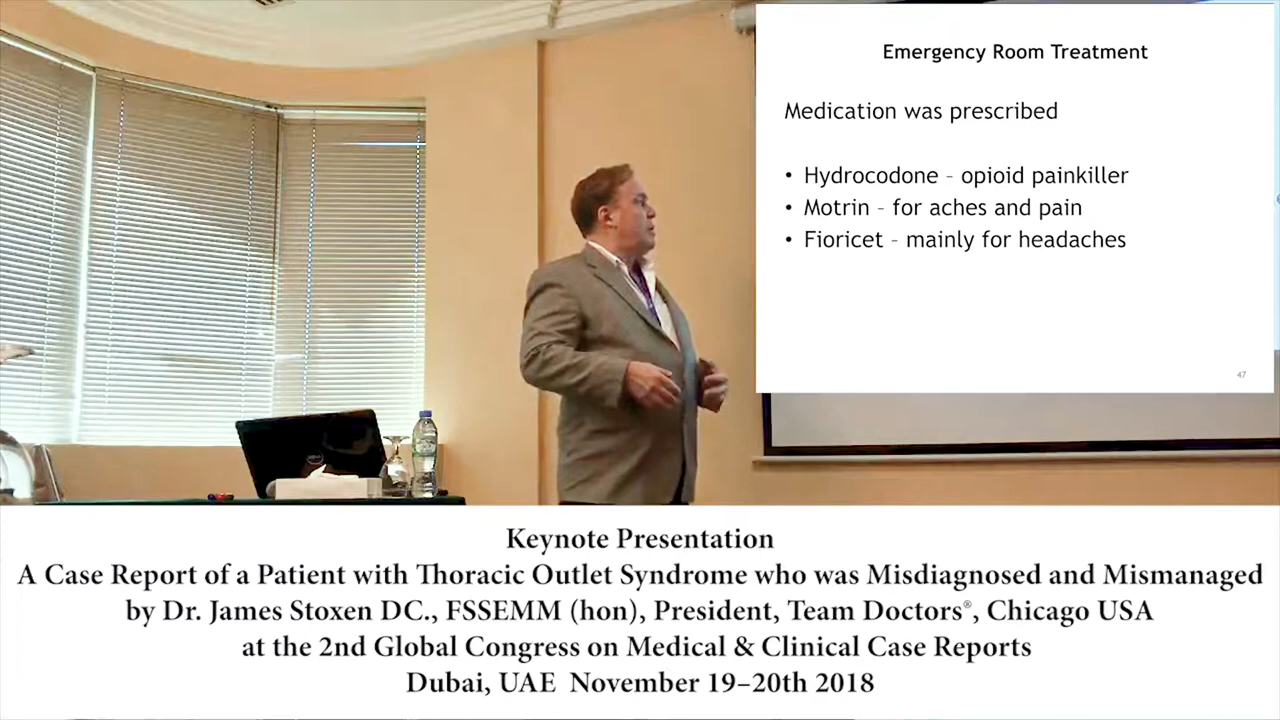 Emergency Room Treatment
Medication was prescribed
• Hydrocodone – opioid painkiller
• Motrin – for aches and pain
• Fioricet – mainly for headaches
47
Keynote Presentation
A Case Report of a Patient with Thoracic Outlet Syndrome who was Misdiagnosed and Mismanaged
by Dr. James Stoxen DC., FSSEMM (hon), President, Team Doctors®, Chicago USA
at the 2nd Global Congress on Medical & Clinical Case Reports
Dubai, UAE November 19–20th 2018